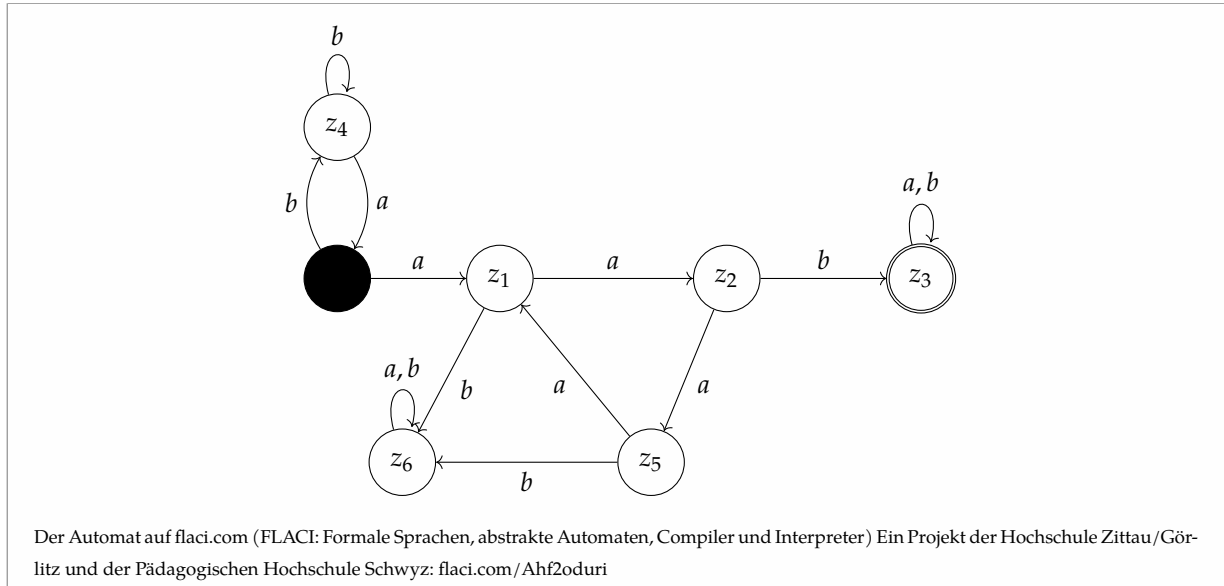 b
z4
b a
a, b
a z1 a z2 b z3
a, b
b a a
z6 z5
b
Der Automat auf flaci.com (FLACI: Formale Sprachen, abstrakte Automaten, Compiler und Interpreter) Ein Projekt der Hochschule Zittau/Gör-
litz und der Pädagogischen Hochschule Schwyz: flaci.com/Ahf2oduri